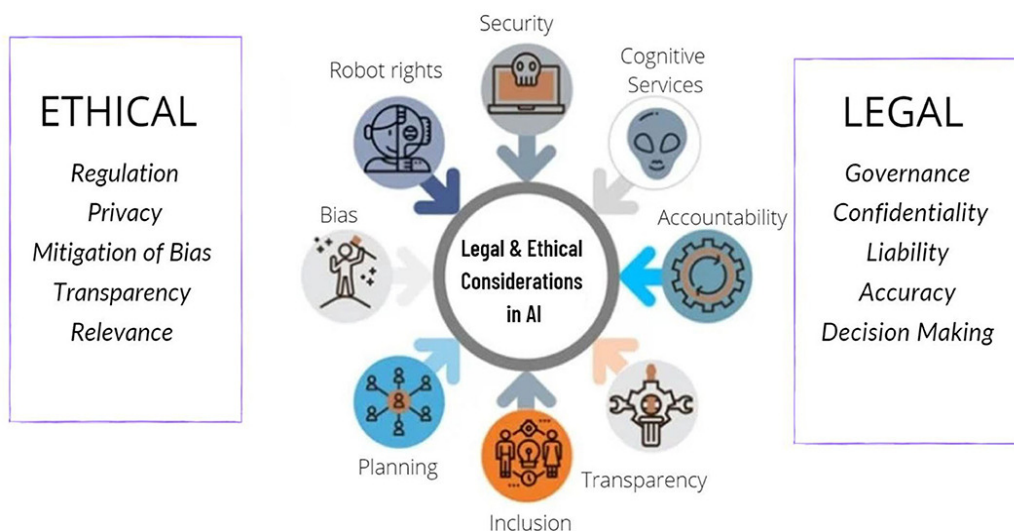 ETHICAL
Regulation
Privacy
Mitigation of Bias
Transparency
Relevance
Security
Robot rights
Cognitive
Services
Bias
Accountability
Legal & Ethical
Considerations
in AI
Planning
Transparency
Inclusion
LEGAL
Governance
Confidentiality
Liability
Accuracy
Decision Making